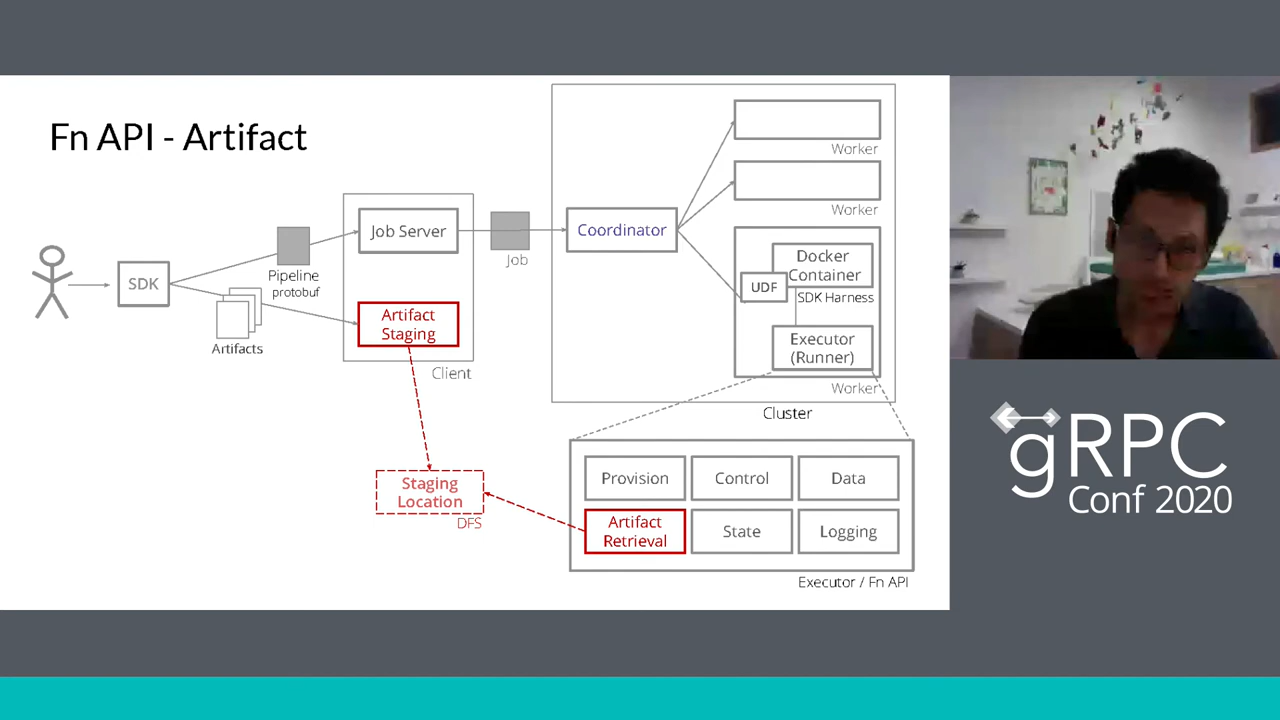 Fn API - Artifact
SDK
Pipeline
protobuf
Artifacts
Job Server
Artifact
Staging
Client
Job
Coordinator
Worker
Worker
Docker
Container
UDF
SDK Harness
Executor
(Runner)
Worker
Cluster
Staging
Location
DFS
Provision
Control
Data
Artifact
Retrieval
State
Logging
Executor / Fn API
gRPC
Conf 2020